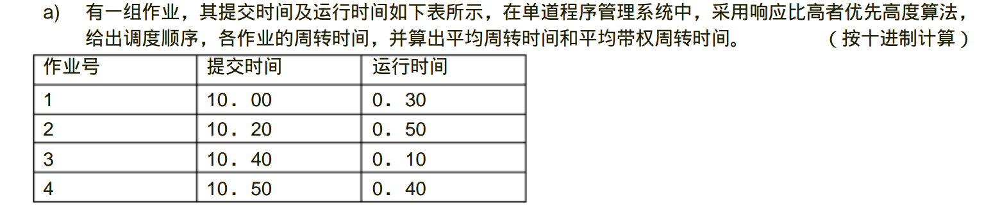 a) 有一组作业，其提交时间及运行时间如下表所示，在单道程序管理系统中，采用响应比高者优先高度算法，
给出调度顺序，各作业的周转时间，并算出平均周转时间和平均带权周转时间。 （按十进制计算）
作业号 提交时间 运行时间
1 10．00 0．30
2 10．20 0．50
3 10．40 0．10
4 10．50 0．40